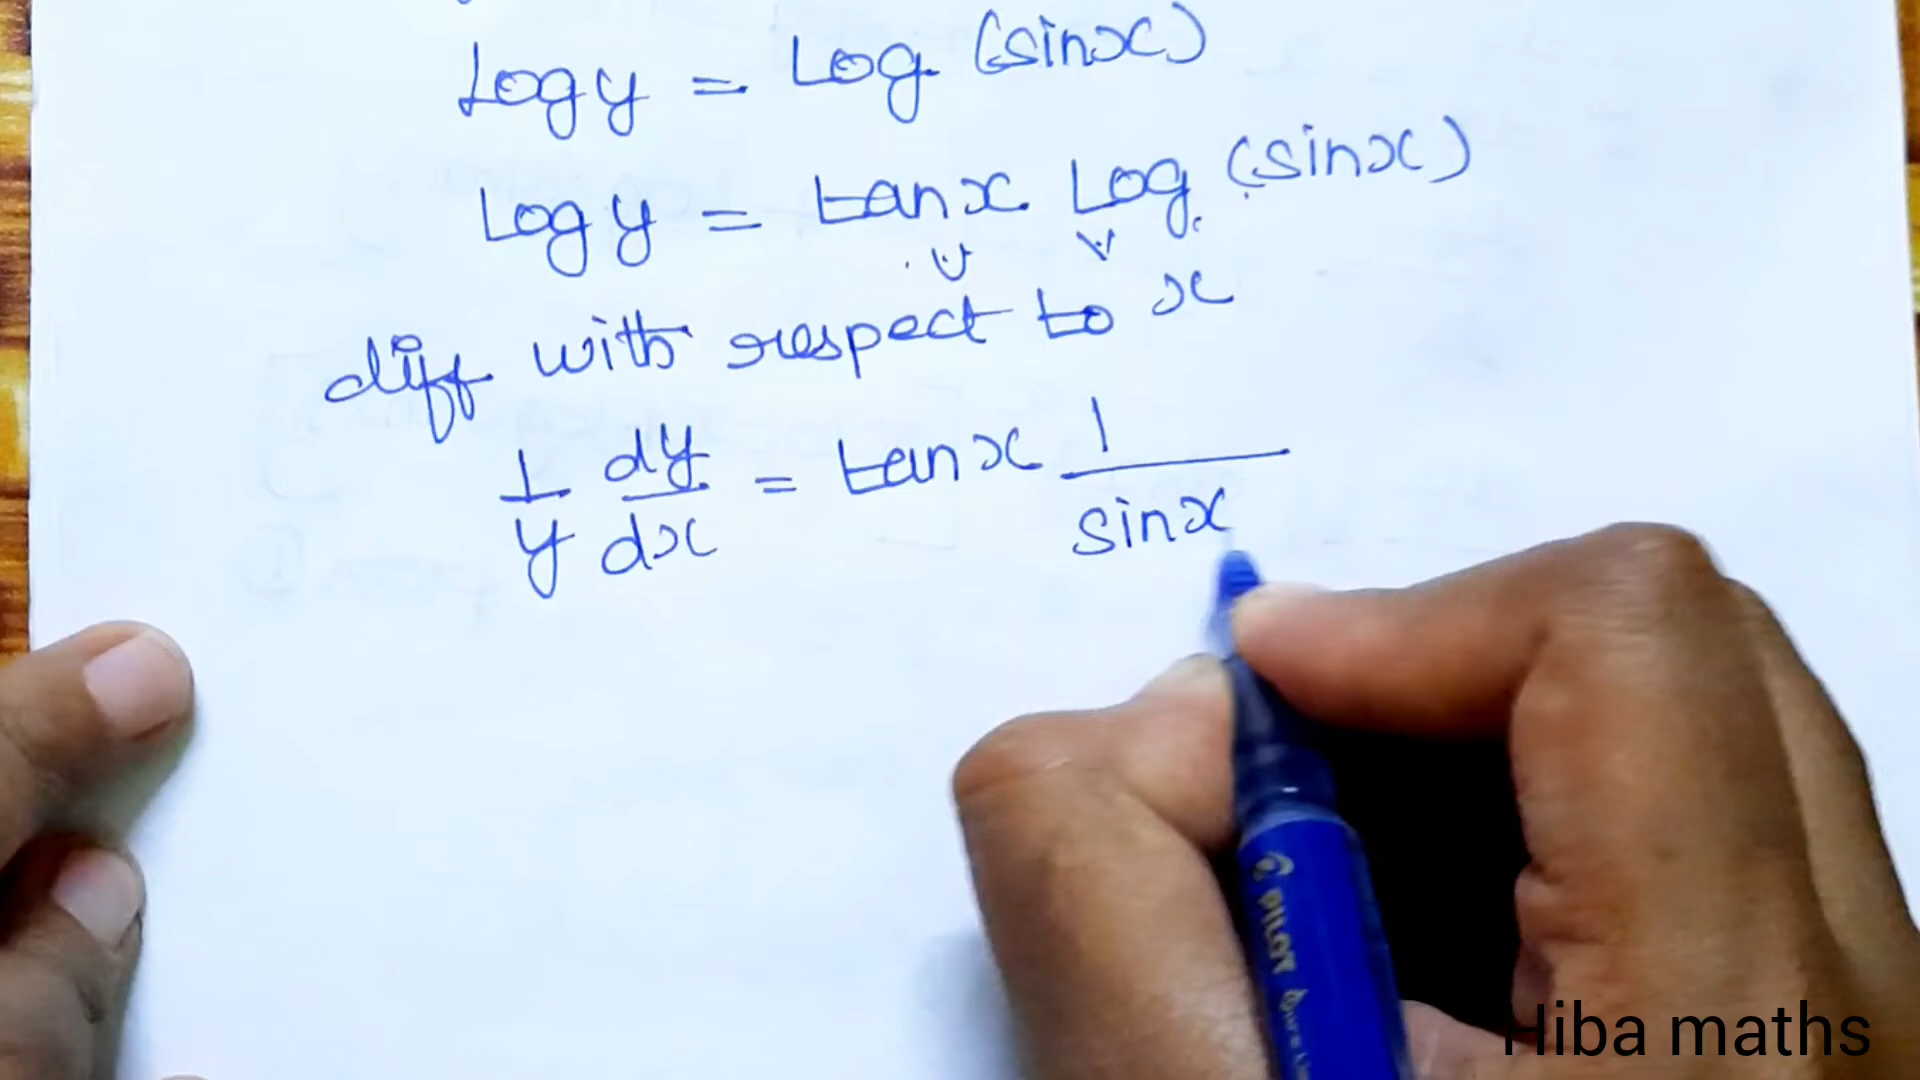 Log y = Log (sinx)
Log y = tanx Log (sinx)
u v
diff with respect to x
1/y dy/dx = tanx 1/sinx
PILOT
Hiba maths